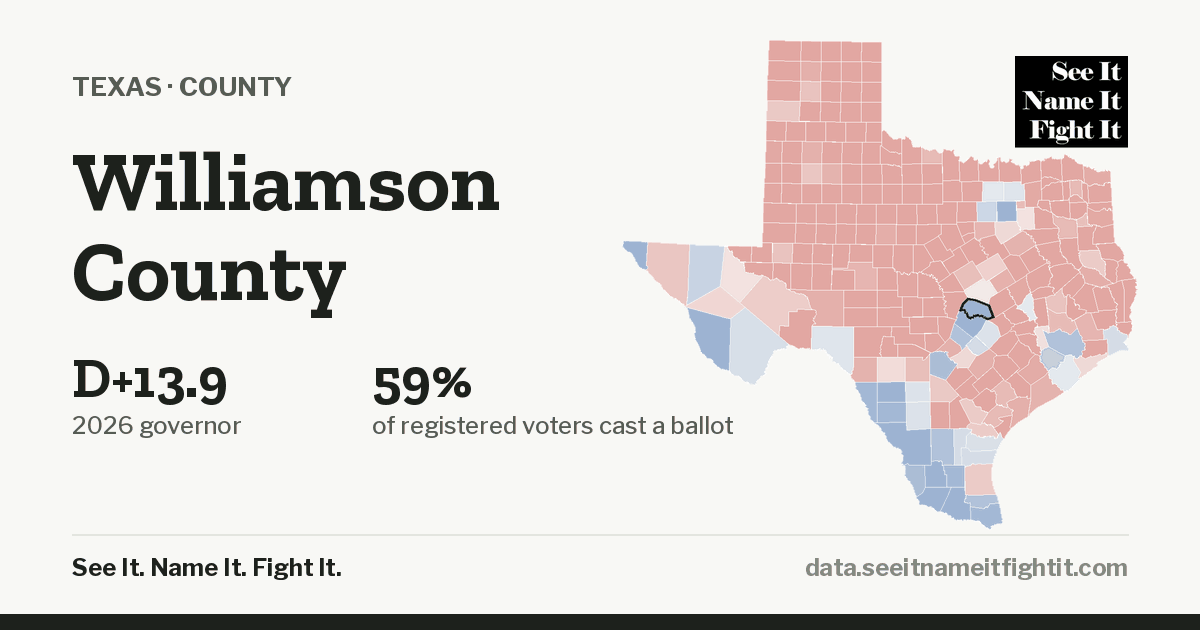 TEXAS · COUNTY
See It
Name It
Fight It
Williamson
County
D+13.9
2026 governor
59%
of registered voters cast a ballot
See It. Name It. Fight It.
data.seeitnameitfightit.com